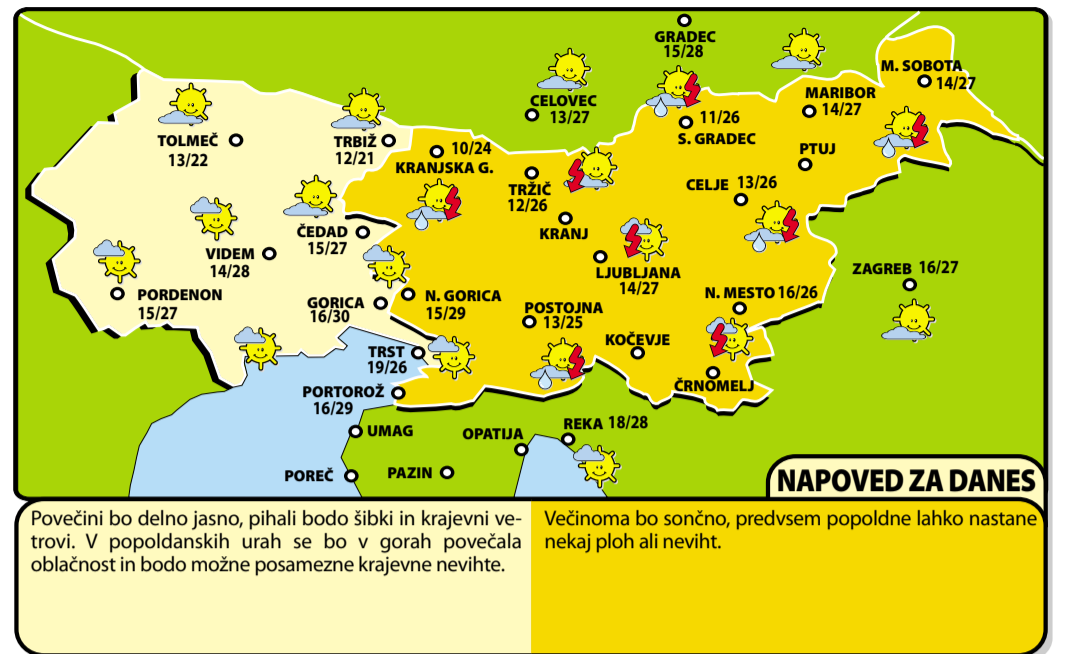 GRADEC
15/28
M. SOBOTA
14/27
CELOVEC
13/27
MARIBOR
14/27
11/26
S. GRADEC
TOLMEČ
13/22
TRBIŽ
12/21
10/24
KRANJSKA G.
PTUJ
TRŽIČ
12/26
CELJE 13/26
KRANJ
ČEDAD
15/27
VIDEM
14/28
LJUBLJANA
14/27
ZAGREB 16/27
PORDENON
15/27
GORICA
16/30
N. GORICA
15/29
POSTOJNA
13/25
N. MESTO 16/26
KOČEVJE
TRST
19/26
ČRNOMELJ
PORTOROŽ
16/29
UMAG
OPATIJA
REKA 18/28
POREČ
PAZIN
NAPOVED ZA DANES
Povečini bo delno jasno, pihali bodo šibki in krajevni ve-
trovi. V popoldanskih urah se bo v gorah povečala
oblačnost in bodo možne posamezne krajevne nevihte.
Večinoma bo sončno, predvsem popoldne lahko nastane
nekaj ploh ali neviht.